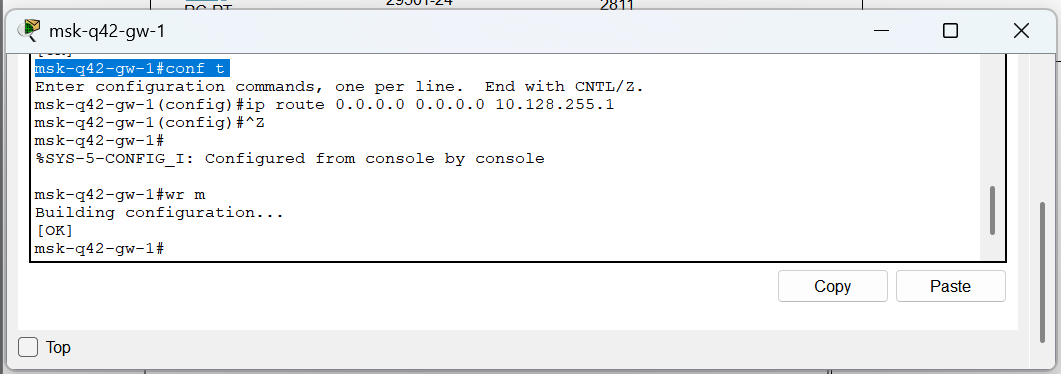 2950T-24
2811
PC-PT
msk-q42-gw-1
[OK]
msk-q42-gw-1#conf t
Enter configuration commands, one per line.  End with CNTL/Z.
msk-q42-gw-1(config)#ip route 0.0.0.0 0.0.0.0 10.128.255.1
msk-q42-gw-1(config)#^Z
msk-q42-gw-1#
%SYS-5-CONFIG_I: Configured from console by console
msk-q42-gw-1#wr m
Building configuration...
[OK]
msk-q42-gw-1#
Copy
Paste
Top